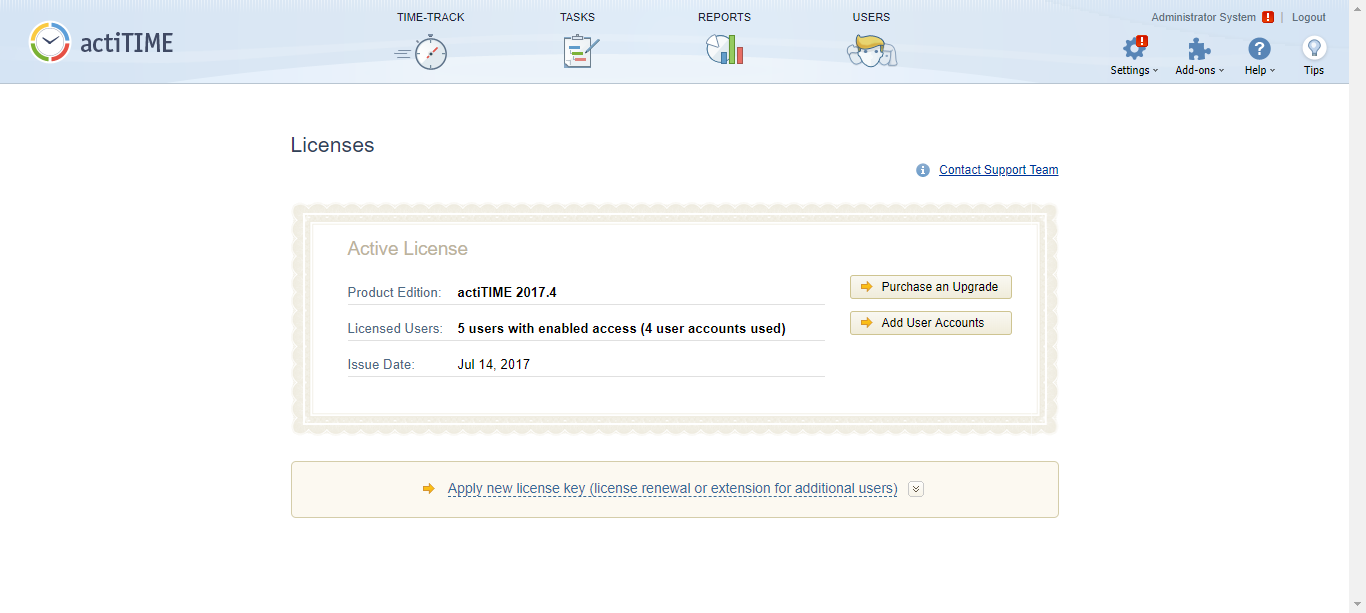 actiTIME
TIME-TRACK
TASKS
REPORTS
USERS
Administrator System ! | Logout
Settings
Add-ons
Help
Tips
Licenses
Contact Support Team
Active License
Product Edition: actiTIME 2017.4
Licensed Users: 5 users with enabled access (4 user accounts used)
Issue Date: Jul 14, 2017
Purchase an Upgrade
Add User Accounts
Apply new license key (license renewal or extension for additional users)